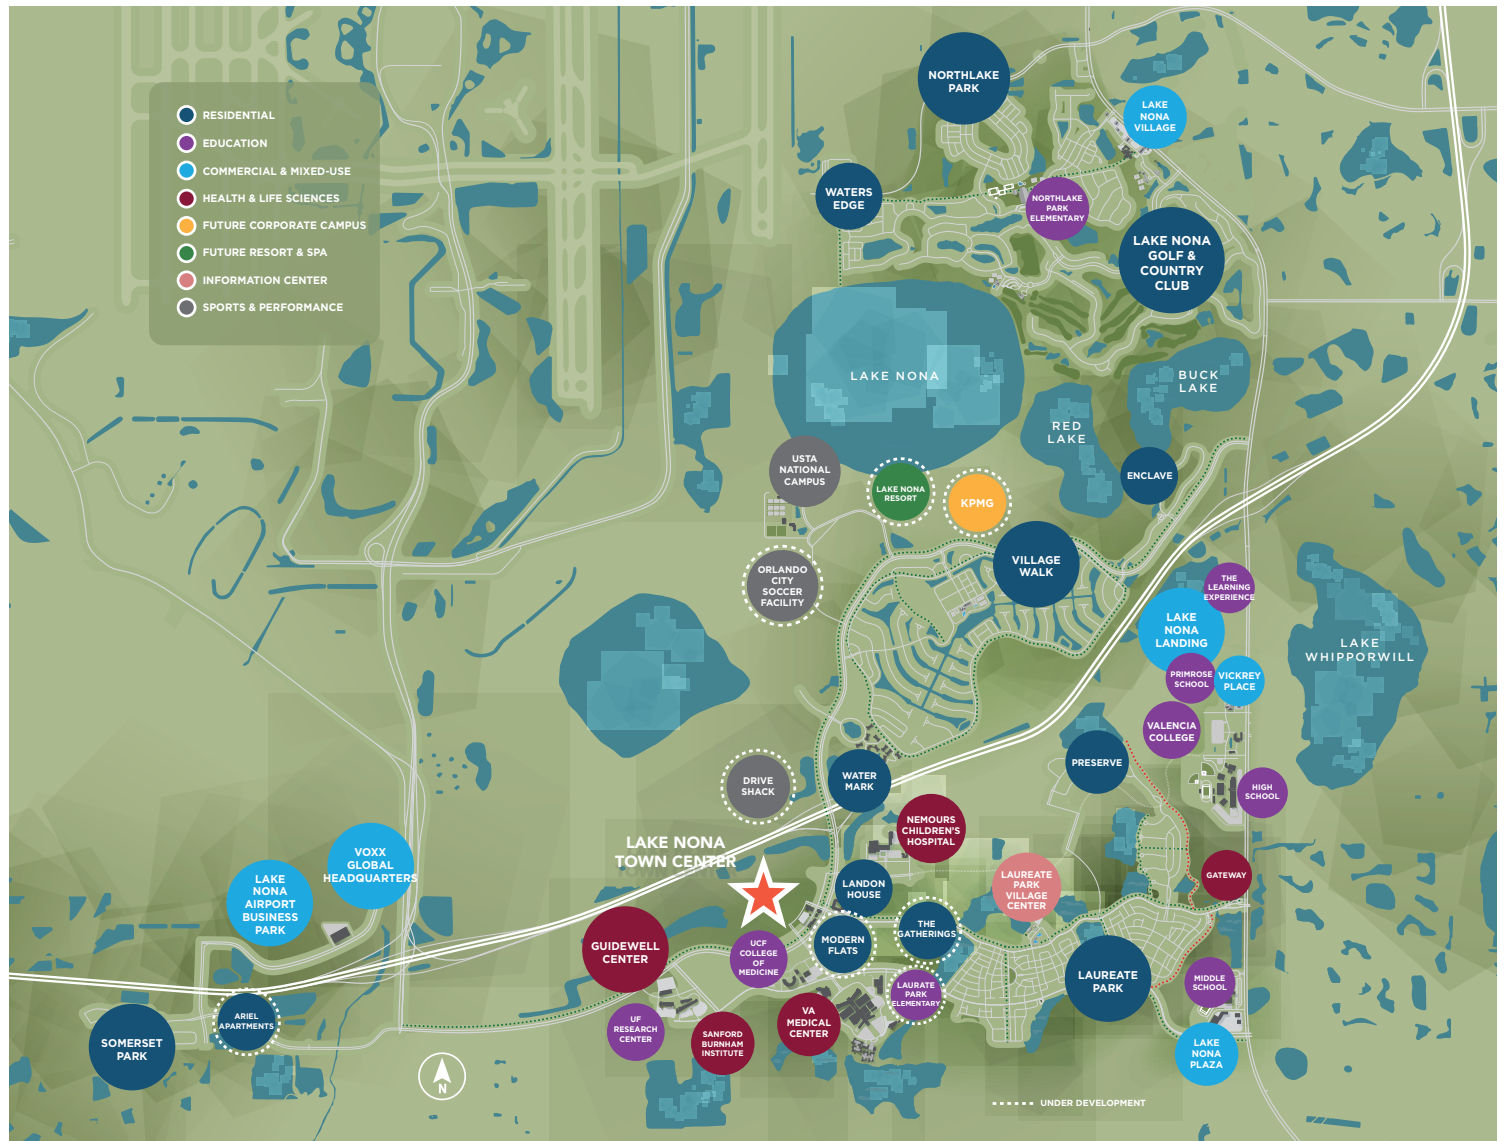 RESIDENTIAL
EDUCATION
COMMERCIAL & MIXED-USE
HEALTH & LIFE SCIENCES
FUTURE CORPORATE CAMPUS
FUTURE RESORT & SPA
INFORMATION CENTER
SPORTS & PERFORMANCE
NORTHLAKE
PARK
LAKE
NONA
VILLAGE
WATERS
EDGE
NORTHLAKE
PARK
ELEMENTARY
LAKE NONA
GOLF &
COUNTRY
CLUB
LAKE NONA
BUCK
LAKE
RED
LAKE
USTA
NATIONAL
CAMPUS
LAKE NONA
RESORT
KPMG
ENCLAVE
ORLANDO
CITY
SOCCER
FACILITY
VILLAGE
WALK
THE
LEARNING
EXPERIENCE
LAKE
NONA
LANDING
LAKE
WHIPPORWILL
PRIMROSE
SCHOOL
VICKREY
PLACE
VALENCIA
COLLEGE
PRESERVE
HIGH
SCHOOL
DRIVE
SHACK
WATER
MARK
NEMOURS
CHILDREN'S
HOSPITAL
LAKE NONA
TOWN CENTER
VOXX
GLOBAL
HEADQUARTERS
LAKE
NONA
AIRPORT
BUSINESS
PARK
LANDON
HOUSE
LAUREATE
PARK
VILLAGE
CENTER
GATEWAY
GUIDEWELL
CENTER
UCF
COLLEGE
OF
MEDICINE
MODERN
FLATS
THE
GATHERINGS
LAURATE
PARK
ELEMENTARY
LAUREATE
PARK
MIDDLE
SCHOOL
ARIEL
APARTMENTS
SOMERSET
PARK
UF
RESEARCH
CENTER
SANFORD
BURNHAM
INSTITUTE
VA
MEDICAL
CENTER
LAKE
NONA
PLAZA
N
UNDER DEVELOPMENT